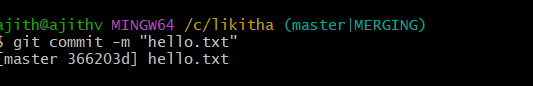 ajith@ajithv MINGW64 /c/likitha (master|MERGING)
$ git commit -m "hello.txt"
[master 366203d] hello.txt